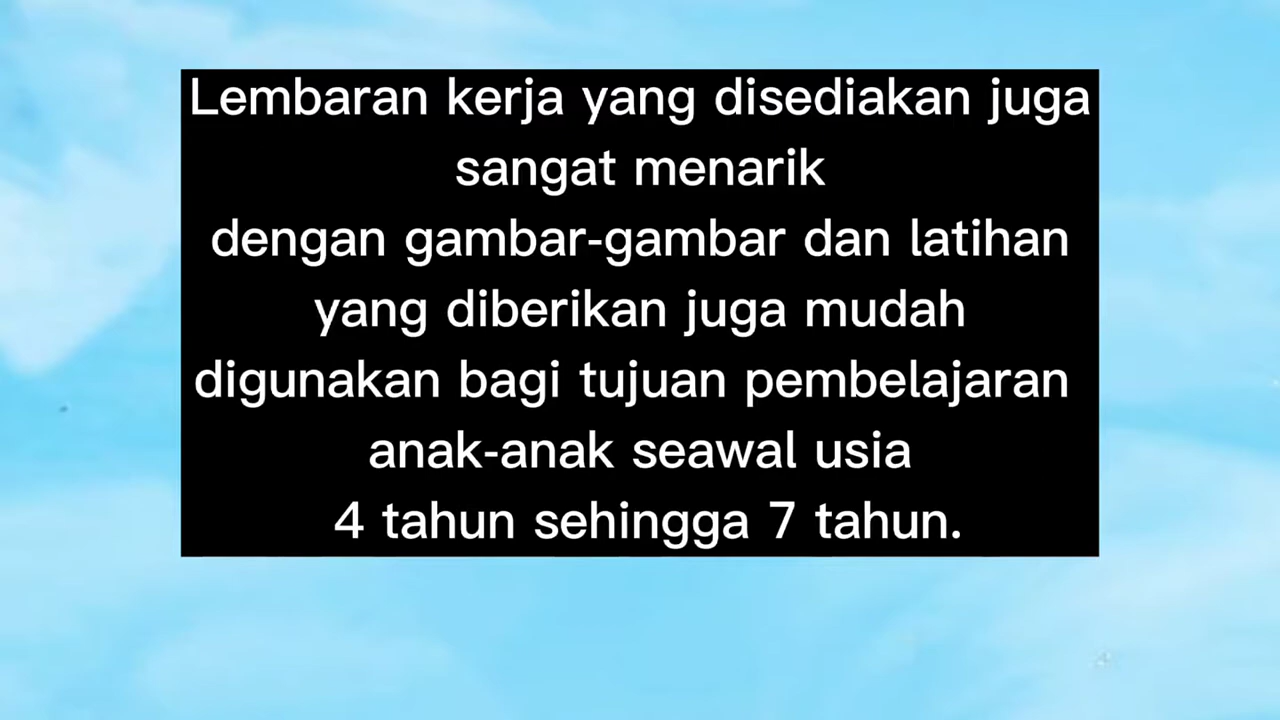 Lembaran kerja yang disediakan juga
sangat menarik
dengan gambar-gambar dan latihan
yang diberikan juga mudah
digunakan bagi tujuan pembelajaran
anak-anak seawal usia
4 tahun sehingga 7 tahun.